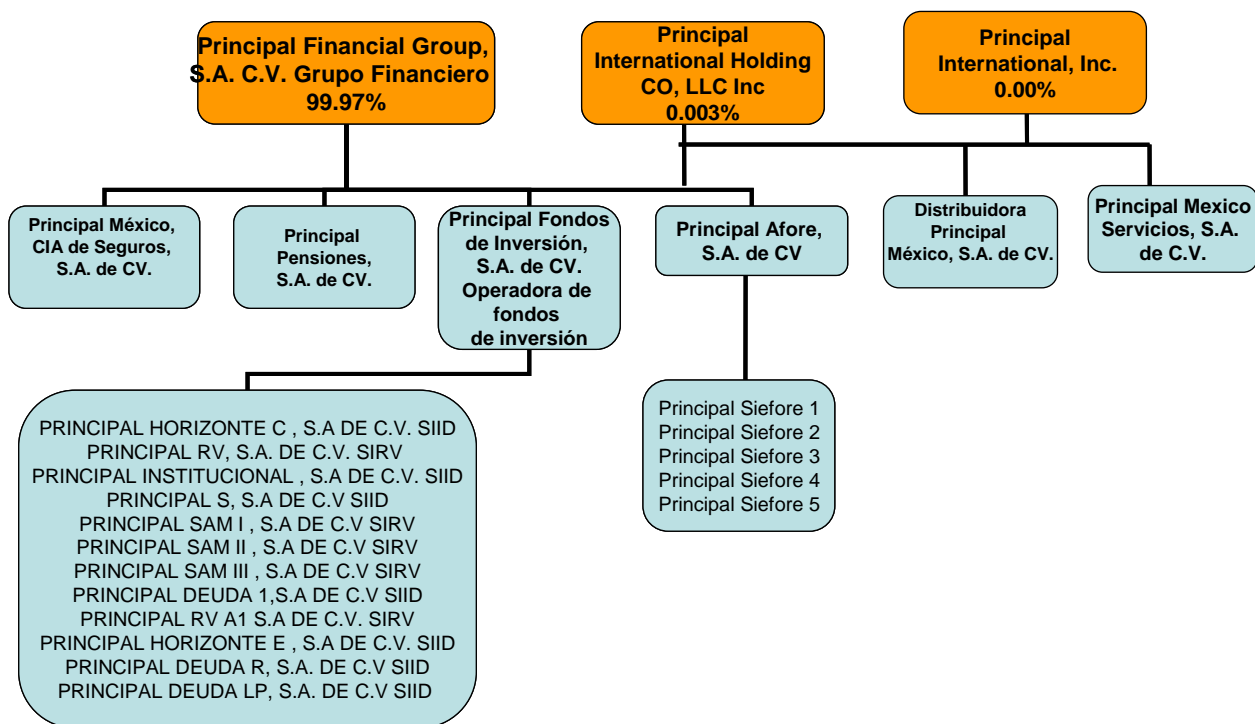 Principal Financial Group,
S.A. C.V. Grupo Financiero
99.97%
Principal
International Holding
CO, LLC Inc
0.003%
Principal
International, Inc.
0.00%
Principal México,
CIA de Seguros,
S.A. de CV.
Principal
Pensiones,
S.A. de CV.
Principal Fondos
de Inversión,
S.A. de CV.
Operadora de
fondos
de inversión
Principal Afore,
S.A. de CV
Distribuidora
Principal
México, S.A. de CV.
Principal Mexico
Servicios, S.A.
de C.V.
PRINCIPAL HORIZONTE C , S.A DE C.V. SIID
PRINCIPAL RV, S.A. DE C.V. SIRV
PRINCIPAL INSTITUCIONAL , S.A DE C.V. SIID
PRINCIPAL S, S.A DE C.V SIID
PRINCIPAL SAM I , S.A DE C.V SIRV
PRINCIPAL SAM II , S.A DE C.V SIRV
PRINCIPAL SAM III , S.A DE C.V SIRV
PRINCIPAL DEUDA 1,S.A DE C.V SIID
PRINCIPAL RV A1 S.A DE C.V. SIRV
PRINCIPAL HORIZONTE E , S.A DE C.V. SIID
PRINCIPAL DEUDA R, S.A. DE C.V SIID
PRINCIPAL DEUDA LP, S.A. DE C.V SIID
Principal Siefore 1
Principal Siefore 2
Principal Siefore 3
Principal Siefore 4
Principal Siefore 5